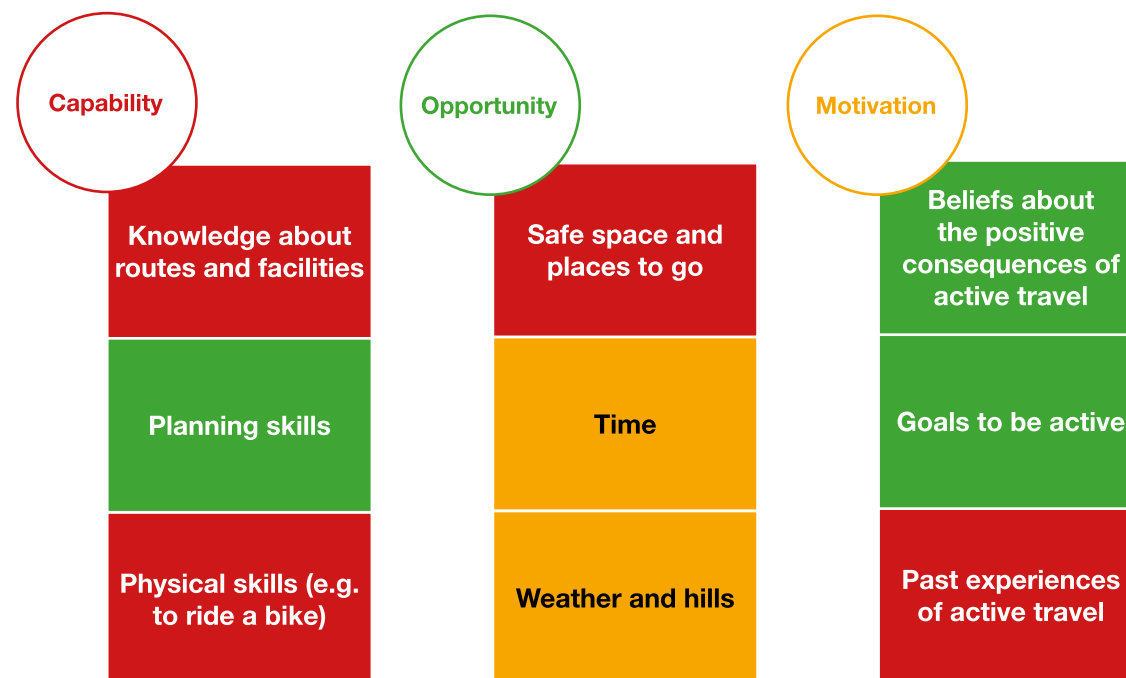 Capability
Knowledge about
routes and facilities
Planning skills
Physical skills (e.g.
to ride a bike)
Opportunity
Safe space and
places to go
Time
Weather and hills
Motivation
Beliefs about
the positive
consequences of
active travel
Goals to be active
Past experiences
of active travel